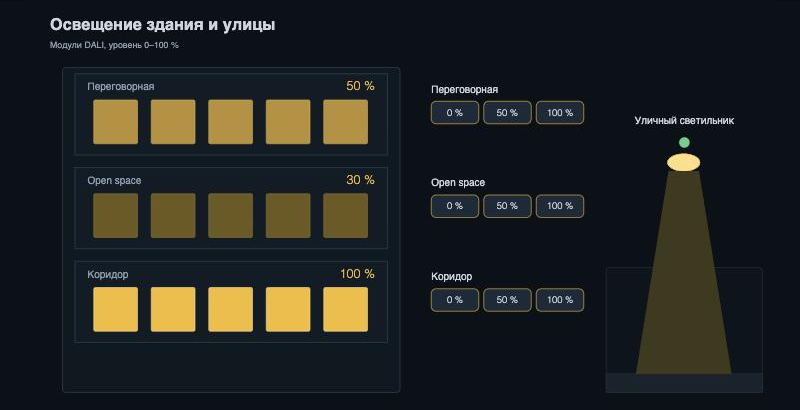 Освещение здания и улицы
Модули DALI, уровень 0–100 %
Переговорная 50 %
Open space 30 %
Коридор 100 %
Переговорная
0 % 50 % 100 %
Open space
0 % 50 % 100 %
Коридор
0 % 50 % 100 %
Уличный светильник